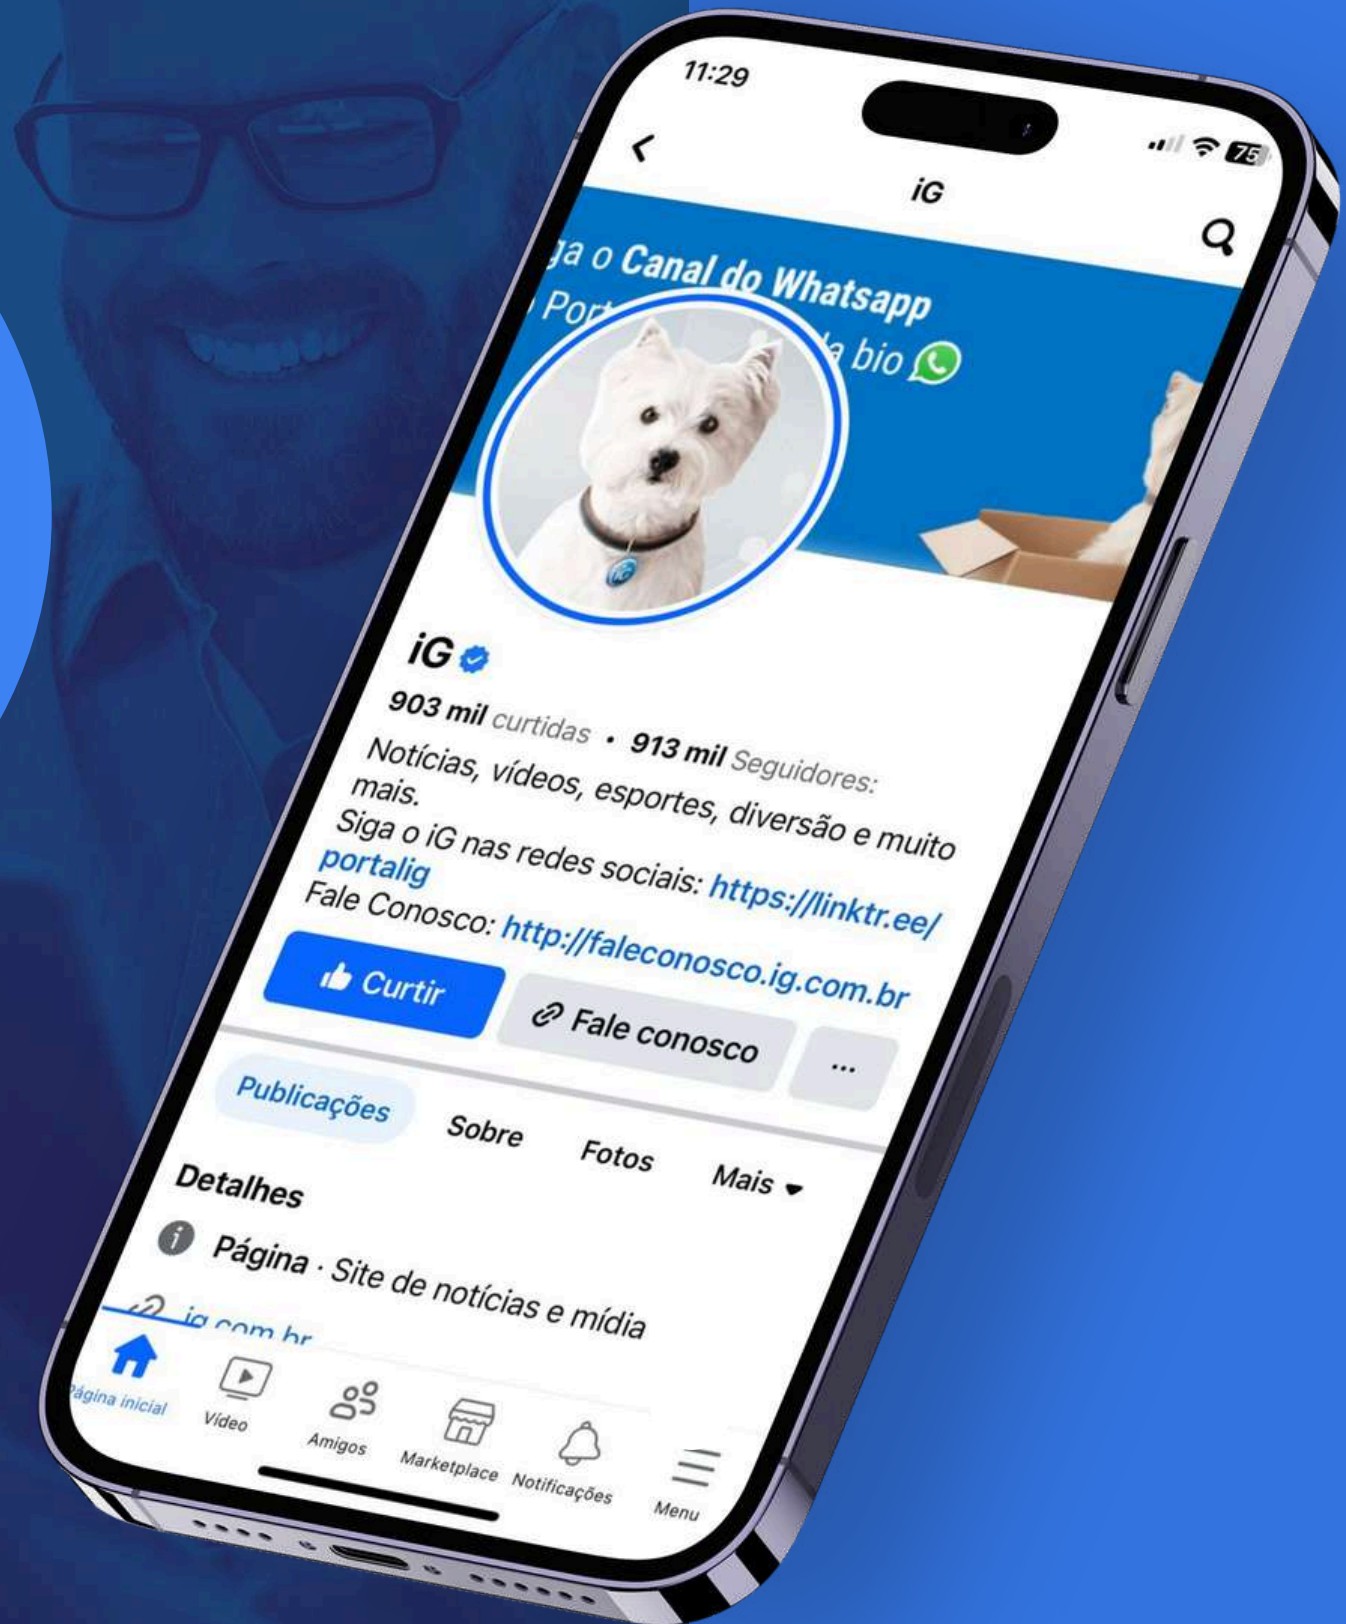 11:29
75
iG
ga o Canal do Whatsapp
Port
bio
iG
903 mil curtidas • 913 mil Seguidores:
Notícias, vídeos, esportes, diversão e muito
mais.
Siga o iG nas redes sociais: https://linktr.ee/
portalig
Fale Conosco: http://faleconosco.ig.com.br
Curtir
Fale conosco
...
Publicações
Sobre
Fotos
Mais
Detalhes
Página · Site de notícias e mídia
ig.com.br
Página inicial
Vídeo
Amigos
Marketplace
Notificações
Menu